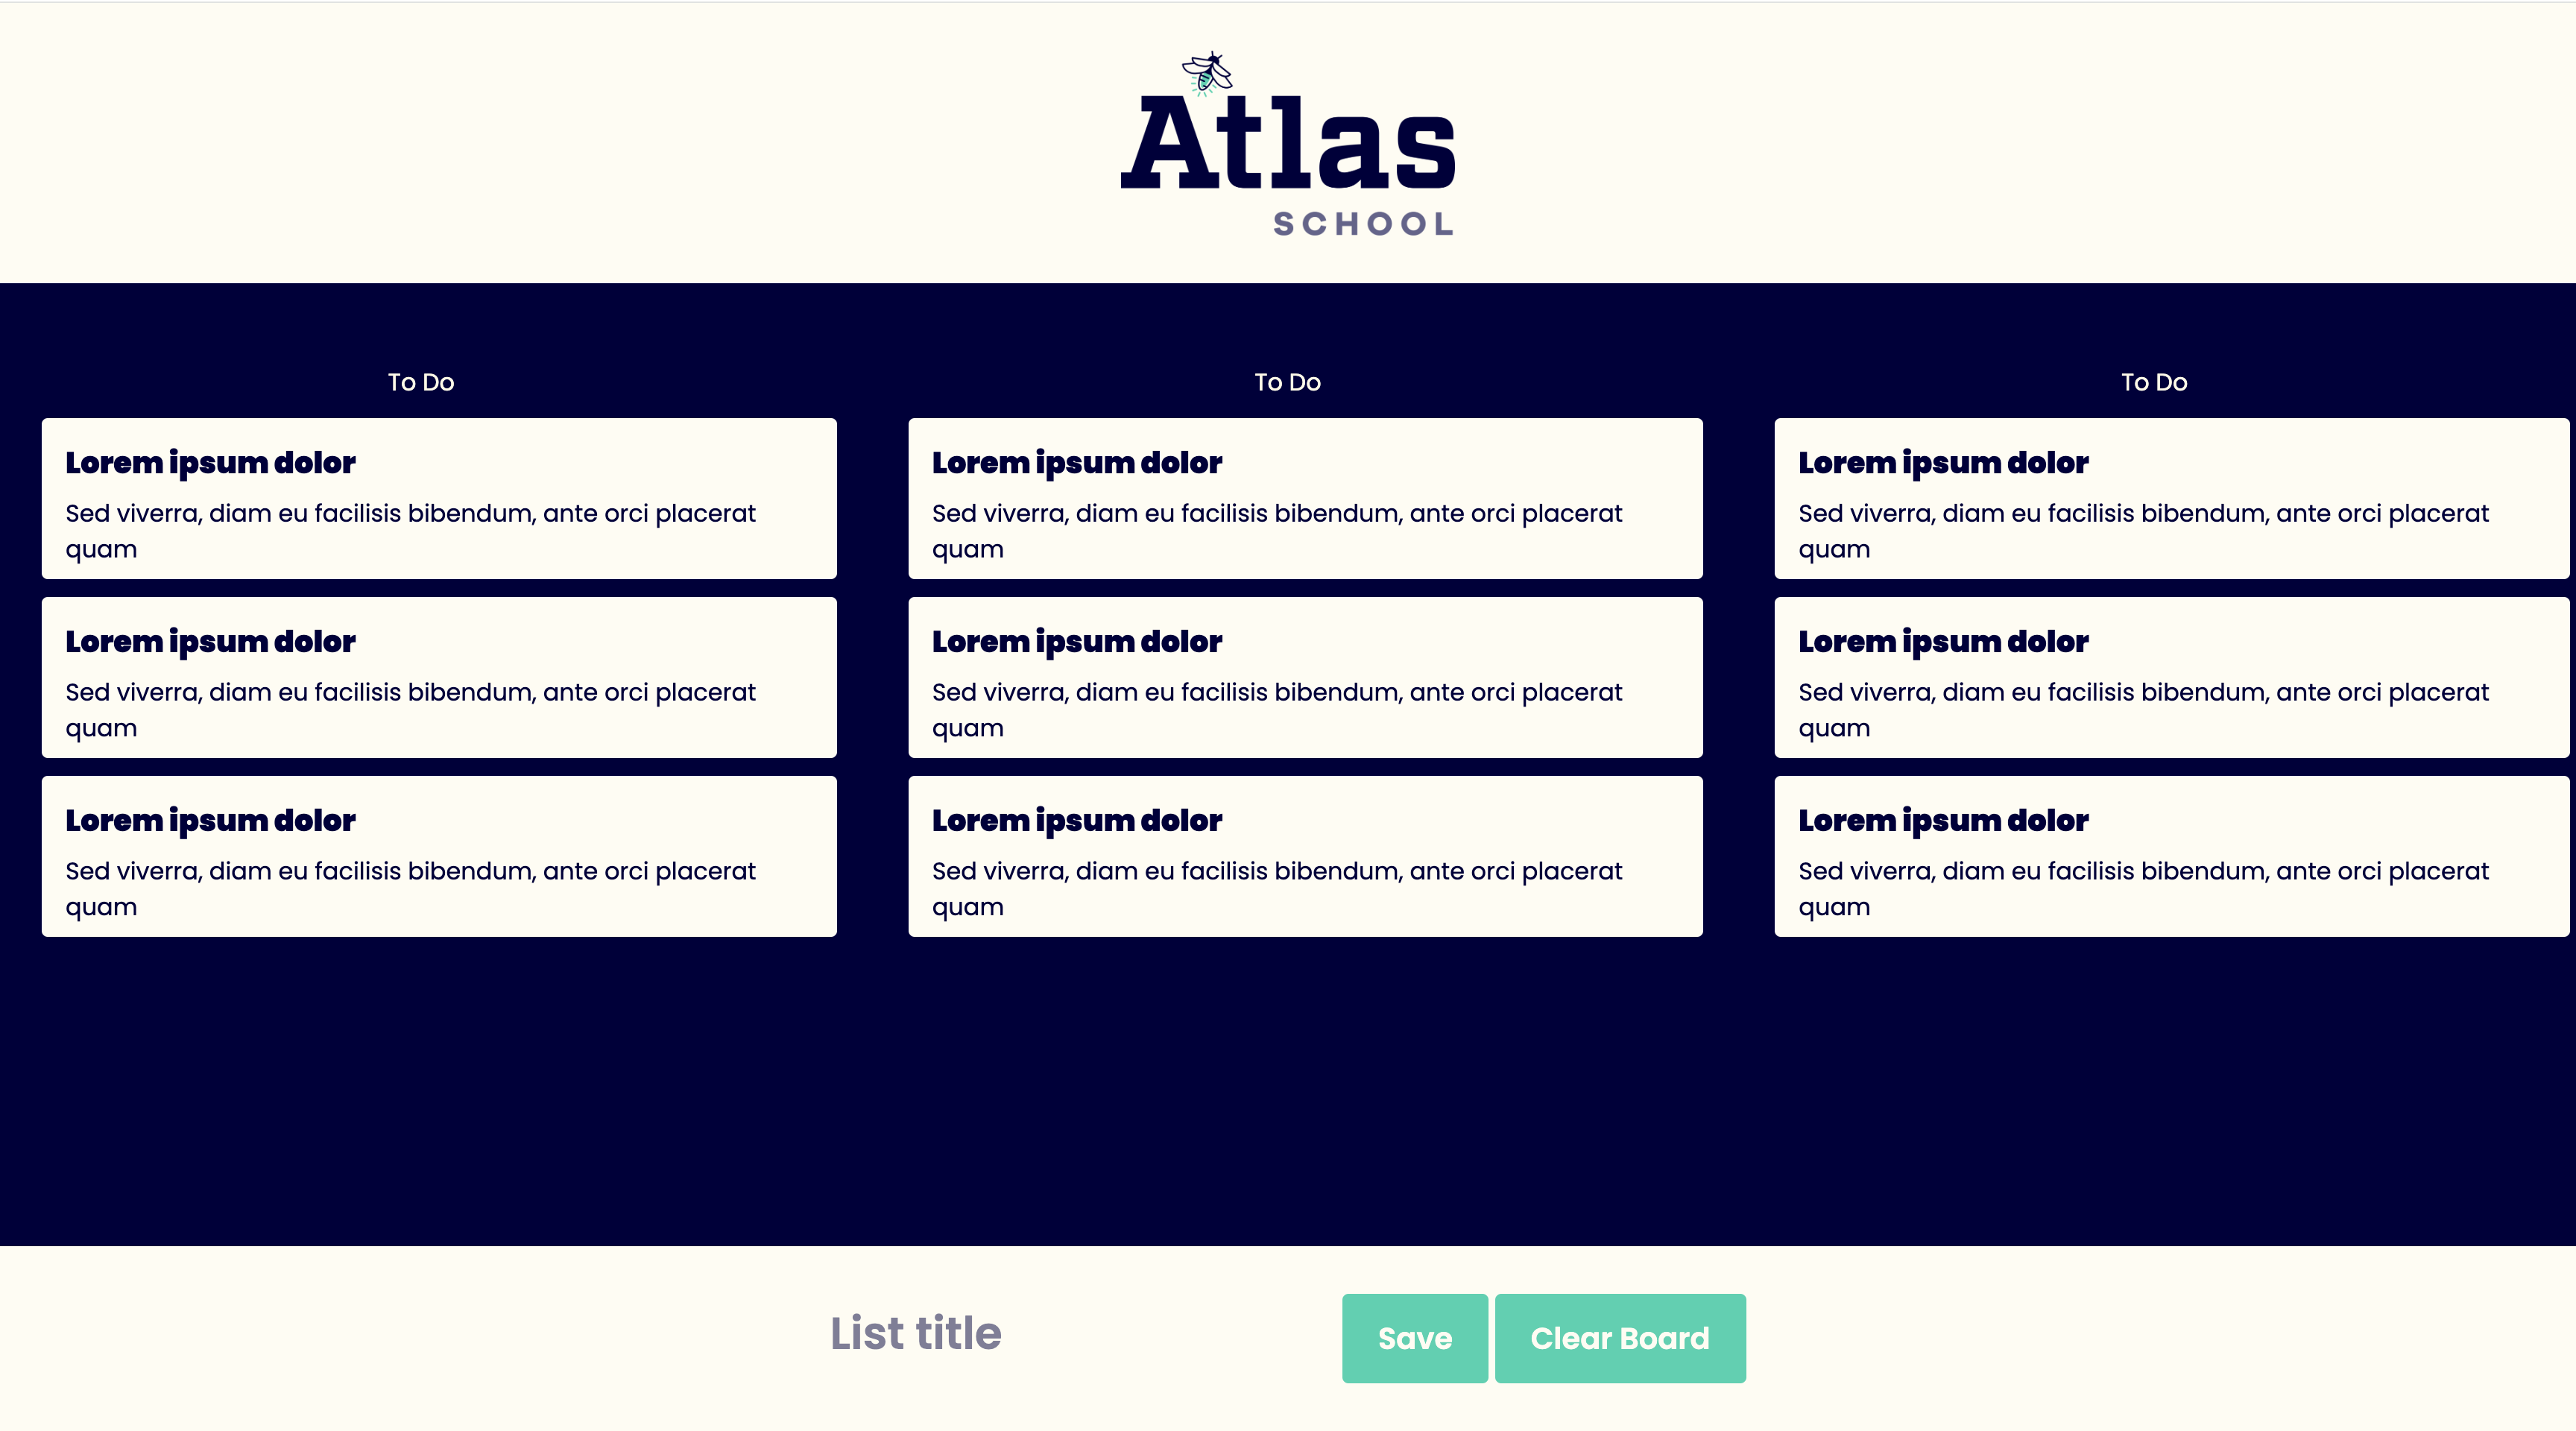 Atlas
SCHOOL
To Do
Lorem ipsum dolor
Sed viverra, diam eu facilisis bibendum, ante orci placerat
quam
Lorem ipsum dolor
Sed viverra, diam eu facilisis bibendum, ante orci placerat
quam
Lorem ipsum dolor
Sed viverra, diam eu facilisis bibendum, ante orci placerat
quam
To Do
Lorem ipsum dolor
Sed viverra, diam eu facilisis bibendum, ante orci placerat
quam
Lorem ipsum dolor
Sed viverra, diam eu facilisis bibendum, ante orci placerat
quam
Lorem ipsum dolor
Sed viverra, diam eu facilisis bibendum, ante orci placerat
quam
To Do
Lorem ipsum dolor
Sed viverra, diam eu facilisis bibendum, ante orci placerat
quam
Lorem ipsum dolor
Sed viverra, diam eu facilisis bibendum, ante orci placerat
quam
Lorem ipsum dolor
Sed viverra, diam eu facilisis bibendum, ante orci placerat
quam
List title
Save
Clear Board